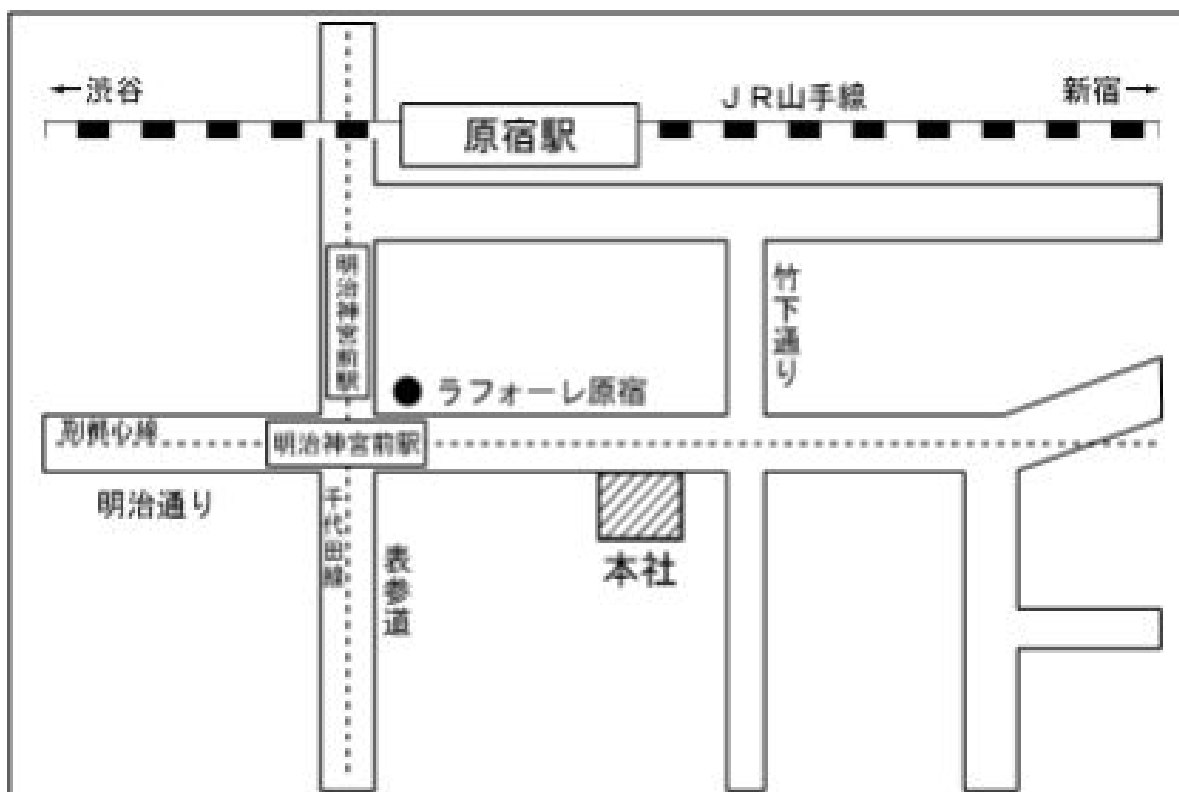 ←渋谷
JR山手線
新宿→
原宿駅
明治神宮前駅
竹下通り
ラフォーレ原宿
明治神宮前駅
明治通り
千代田線
表参道
本社